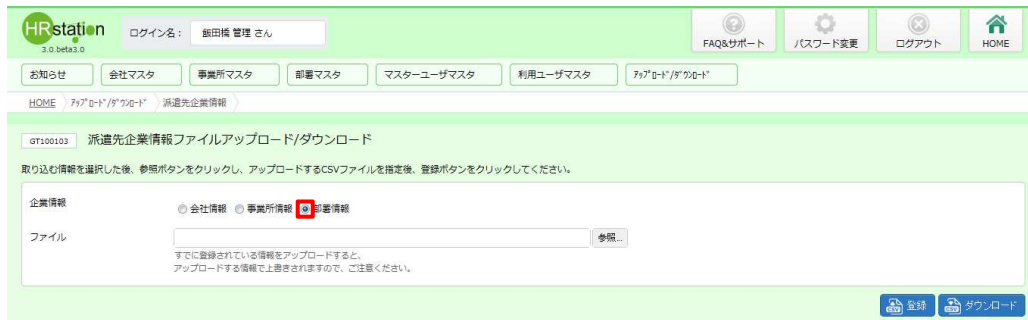 HRstation
3.0.beta3.0
ログイン名： 飯田橋 管理 さん
FAQ&サポート パスワード変更 ログアウト HOME
お知らせ 会社マスタ 事業所マスタ 部署マスタ マスターユーザマスタ 利用ユーザマスタ ｱｯﾌﾟﾛｰﾄﾞ/ﾀﾞｳﾝﾛｰﾄﾞ
HOME ｱｯﾌﾟﾛｰﾄﾞ/ﾀﾞｳﾝﾛｰﾄﾞ 派遣先企業情報
GT100103 派遣先企業情報ファイルアップロード/ダウンロード
取り込む情報を選択した後、参照ボタンをクリックし、アップロードするCSVファイルを指定後、登録ボタンをクリックしてください。
企業情報 会社情報 事業所情報 部署情報
ファイル 参照...
すでに登録されている情報をアップロードすると、
アップロードする情報で上書きされますので、ご注意ください。
CSV 登録 CSV ダウンロード